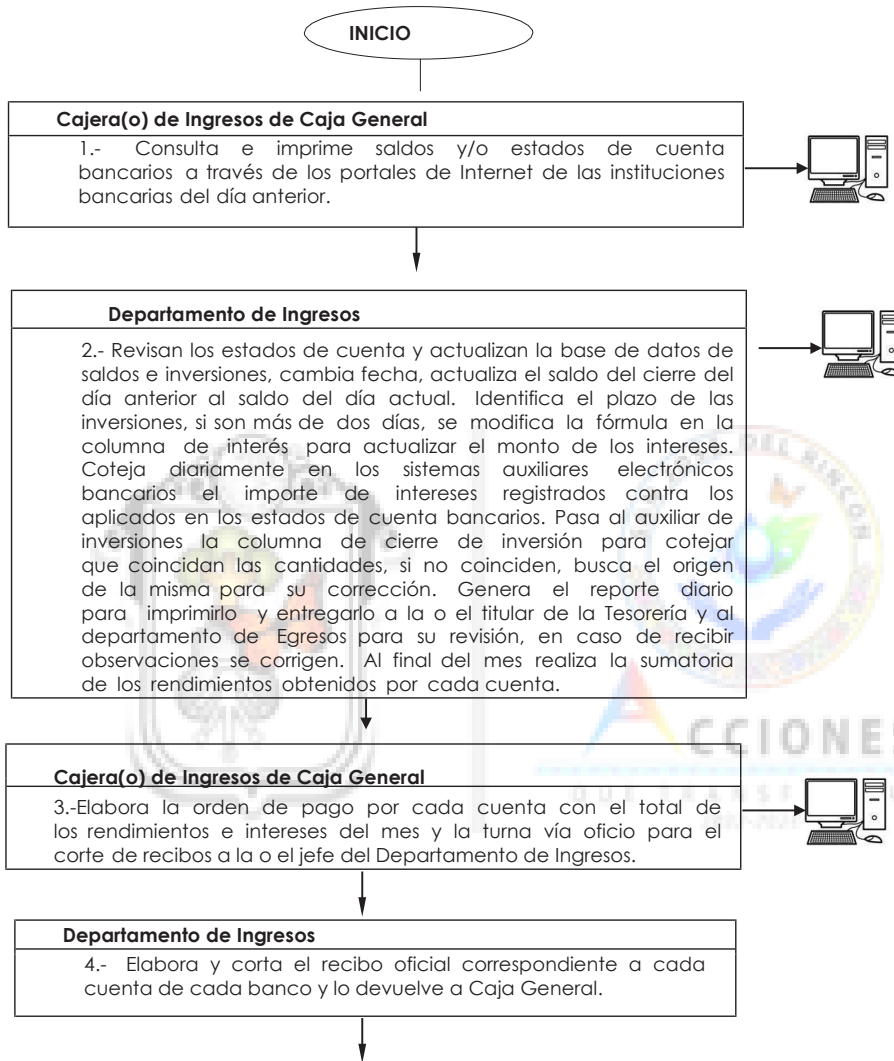 INICIO
Cajera(o) de Ingresos de Caja General
1.- Consulta e imprime saldos y/o estados de cuenta
bancarios a través de los portales de Internet de las instituciones
bancarias del día anterior.
Departamento de Ingresos
2.- Revisan los estados de cuenta y actualizan la base de datos de
saldos e inversiones, cambia fecha, actualiza el saldo del cierre del
día anterior al saldo del día actual. Identifica el plazo de las
inversiones, si son más de dos días, se modifica la fórmula en la
columna de interés para actualizar el monto de los intereses.
Coteja diariamente en los sistemas auxiliares electrónicos
bancarios el importe de intereses registrados contra los
aplicados en los estados de cuenta bancarios. Pasa al auxiliar de
inversiones la columna de cierre de inversión para cotejar
que coincidan las cantidades, si no coinciden, busca el origen
de la misma para su corrección. Genera el reporte diario
para imprimirlo y entregarlo a la o el titular de la Tesorería y al
departamento de Egresos para su revisión, en caso de recibir
observaciones se corrigen. Al final del mes realiza la sumatoria
de los rendimientos obtenidos por cada cuenta.
DEL RINCON
CCIONES
Cajera(o) de Ingresos de Caja General
3.-Elabora la orden de pago por cada cuenta con el total de
los rendimientos e intereses del mes y la turna vía oficio para el
corte de recibos a la o el jefe del Departamento de Ingresos.
Departamento de Ingresos
4.- Elabora y corta el recibo oficial correspondiente a cada
cuenta de cada banco y lo devuelve a Caja General.